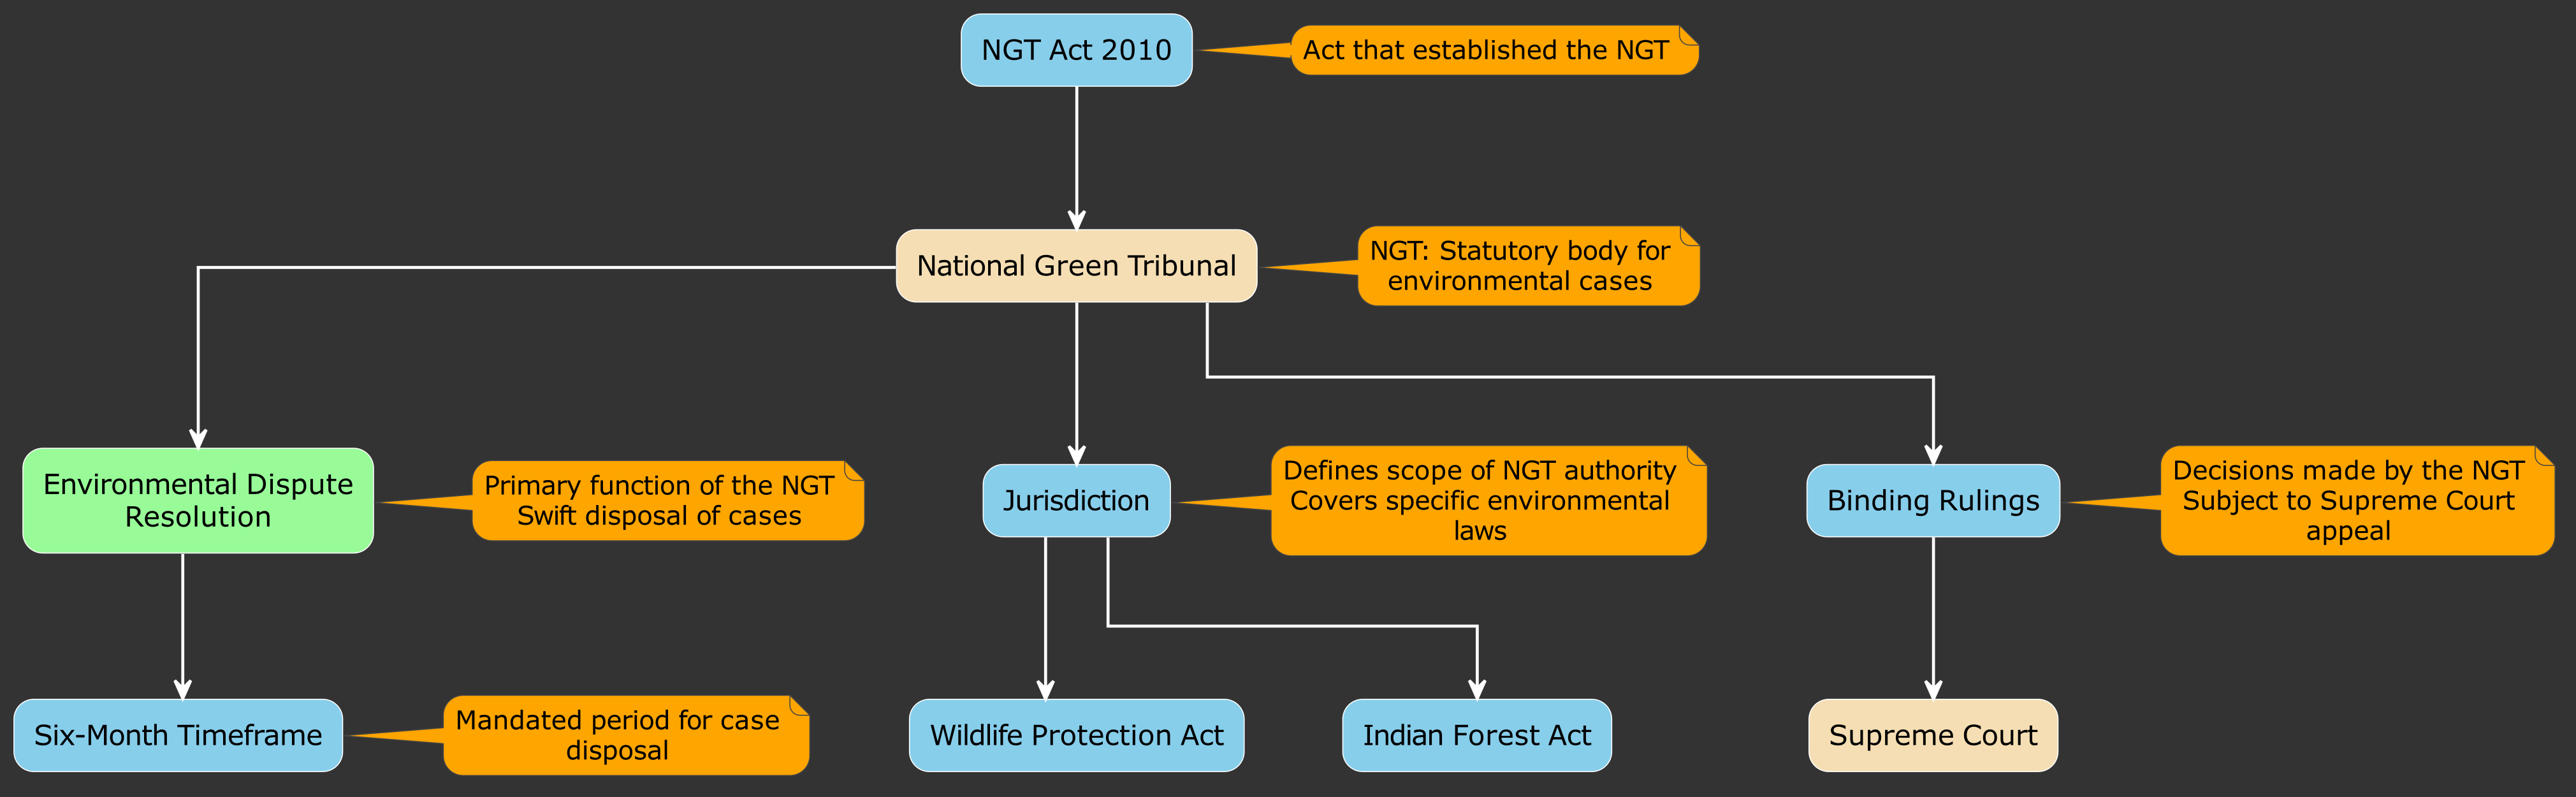 NGT Act 2010
Act that established the NGT
National Green Tribunal
NGT: Statutory body for
environmental cases
Environmental Dispute
Resolution
Primary function of the NGT
Swift disposal of cases
Jurisdiction
Defines scope of NGT authority
Covers specific environmental
laws
Binding Rulings
Decisions made by the NGT
Subject to Supreme Court
appeal
Six-Month Timeframe
Mandated period for case
disposal
Wildlife Protection Act
Indian Forest Act
Supreme Court